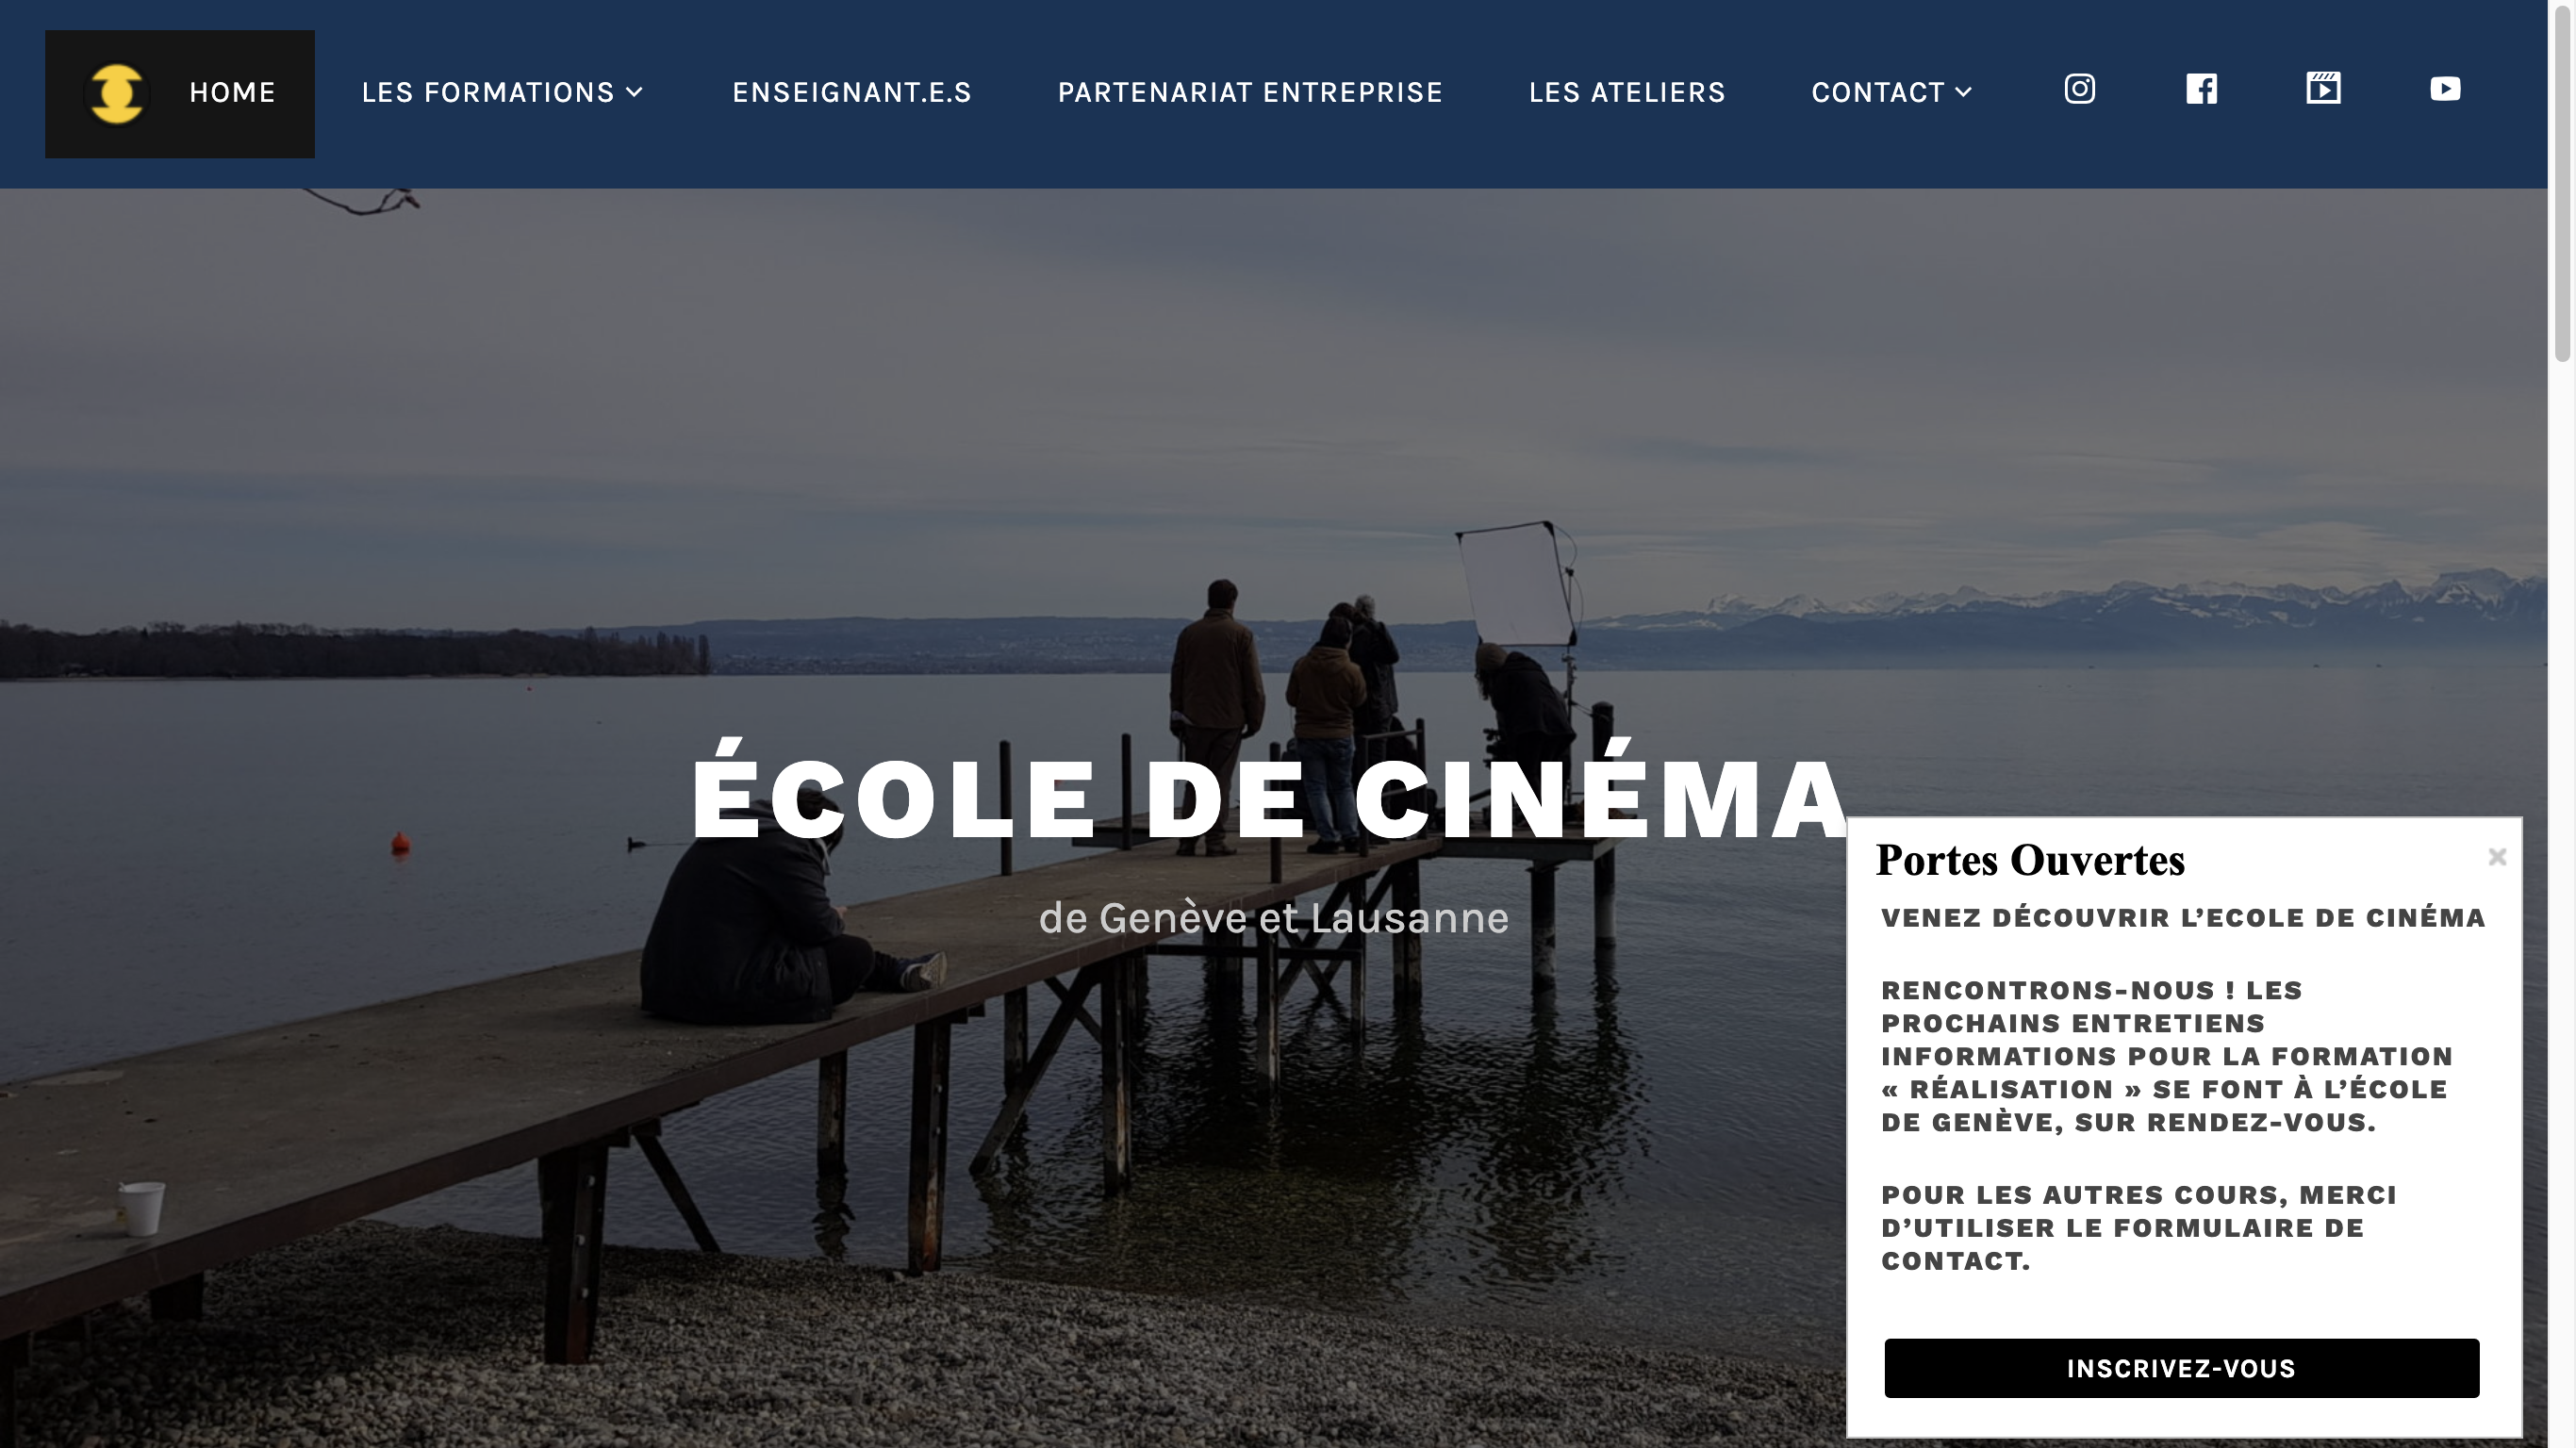 HOME
LES FORMATIONS
ENSEIGNANT.E.S
PARTENARIAT ENTREPRISE
LES ATELIERS
CONTACT
ÉCOLE DE CINÉMA
de Genève et Lausanne
Portes Ouvertes
VENEZ DÉCOUVRIR L’ECOLE DE CINÉMA
RENCONTRONS-NOUS ! LES
PROCHAINS ENTRETIENS
INFORMATIONS POUR LA FORMATION
« RÉALISATION » SE FONT À L’ÉCOLE
DE GENÈVE, SUR RENDEZ-VOUS.
POUR LES AUTRES COURS, MERCI
D’UTILISER LE FORMULAIRE DE
CONTACT.
INSCRIVEZ-VOUS